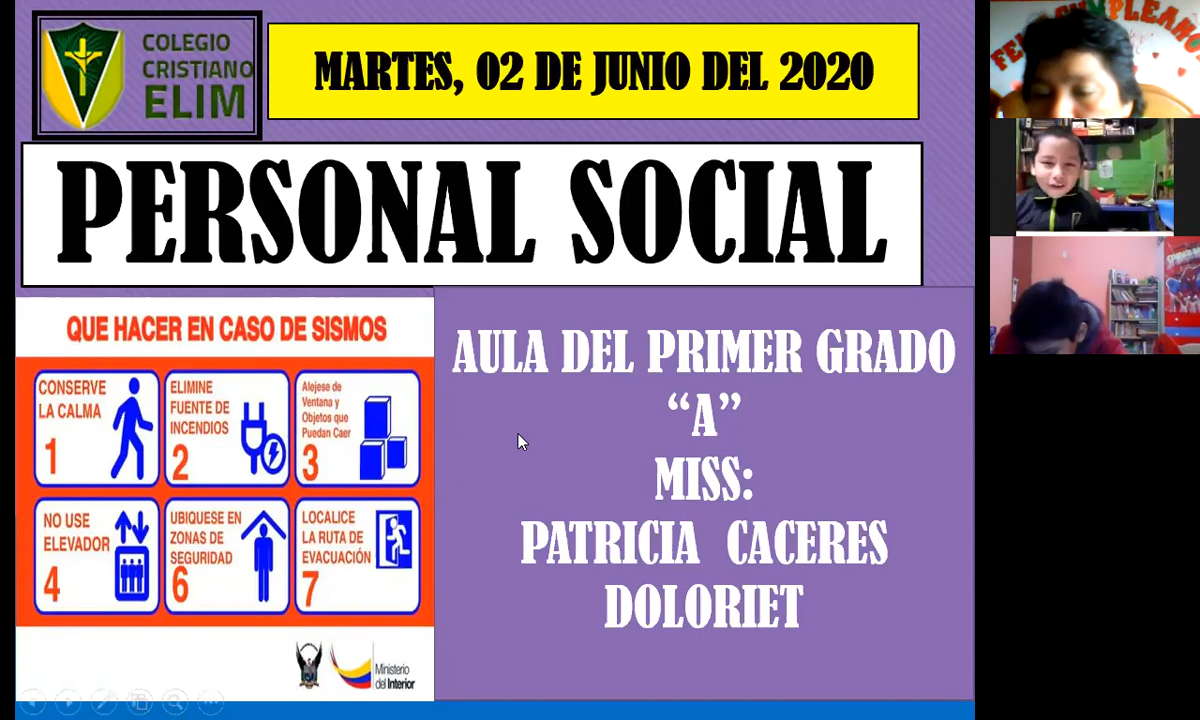 COLEGIO
CRISTIANO
ELIM
MARTES, 02 DE JUNIO DEL 2020
PERSONAL SOCIAL
QUE HACER EN CASO DE SISMOS
CONSERVE
LA CALMA
1
ELIMINE
FUENTE DE
INCENDIOS
2
Alejese de
Ventana y
Objetos que
Puedan Caer
3
NO USE
ELEVADOR
4
UBIQUESE EN
ZONAS DE
SEGURIDAD
6
LOCALICE
LA RUTA DE
EVACUACIÓN
7
Ministerio
del Interior
AULA DEL PRIMER GRADO
“A”
MISS:
PATRICIA CACERES
DOLORIET